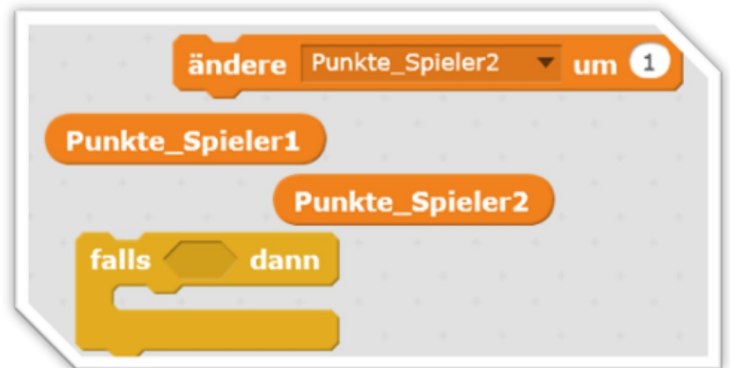 ändere Punkte_Spieler2 um 1
Punkte_Spieler1
Punkte_Spieler2
falls dann